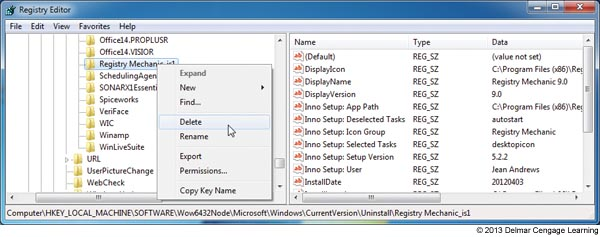 Registry Editor
File Edit View Favorites Help
Office14.PROPLUSR
Office14.VISIOR
Registry Mechanic_is1
SchedulingAgen
SONARX1Essenti
Spiceworks
VeriFace
WIC
Winamp
WinLiveSuite
URL
UserPictureChange
WebCheck
Expand
New
Find...
Delete
Rename
Export
Permissions...
Copy Key Name
Name Type Data
(Default) REG_SZ (value not set)
DisplayIcon REG_SZ C:\Program Files (x86)\Reg
DisplayName REG_SZ Registry Mechanic 9.0
DisplayVersion REG_SZ 9.0
Inno Setup: App Path REG_SZ C:\Program Files (x86)\Reg
Inno Setup: Deselected Tasks REG_SZ autostart
Inno Setup: Icon Group REG_SZ Registry Mechanic
Inno Setup: Selected Tasks REG_SZ desktopicon
Inno Setup: Setup Version REG_SZ 5.2.2
Inno Setup: User REG_SZ Jean Andrews
InstallDate REG_SZ 20120403
Computer\HKEY_LOCAL_MACHINE\SOFTWARE\Wow6432Node\Microsoft\Windows\CurrentVersion\Uninstall\Registry Mechanic_is1
© 2013 Delmar Cengage Learning